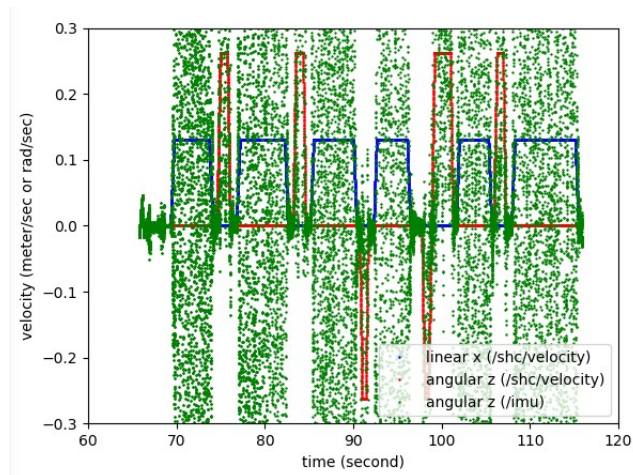 0.3
0.2
0.1
0.0
-0.1
-0.2
-0.3
velocity (meter/sec or rad/sec)
linear x (/shc/velocity)
angular z (/shc/velocity)
angular z (/imu)
60 70 80 90 100 110 120
time (second)